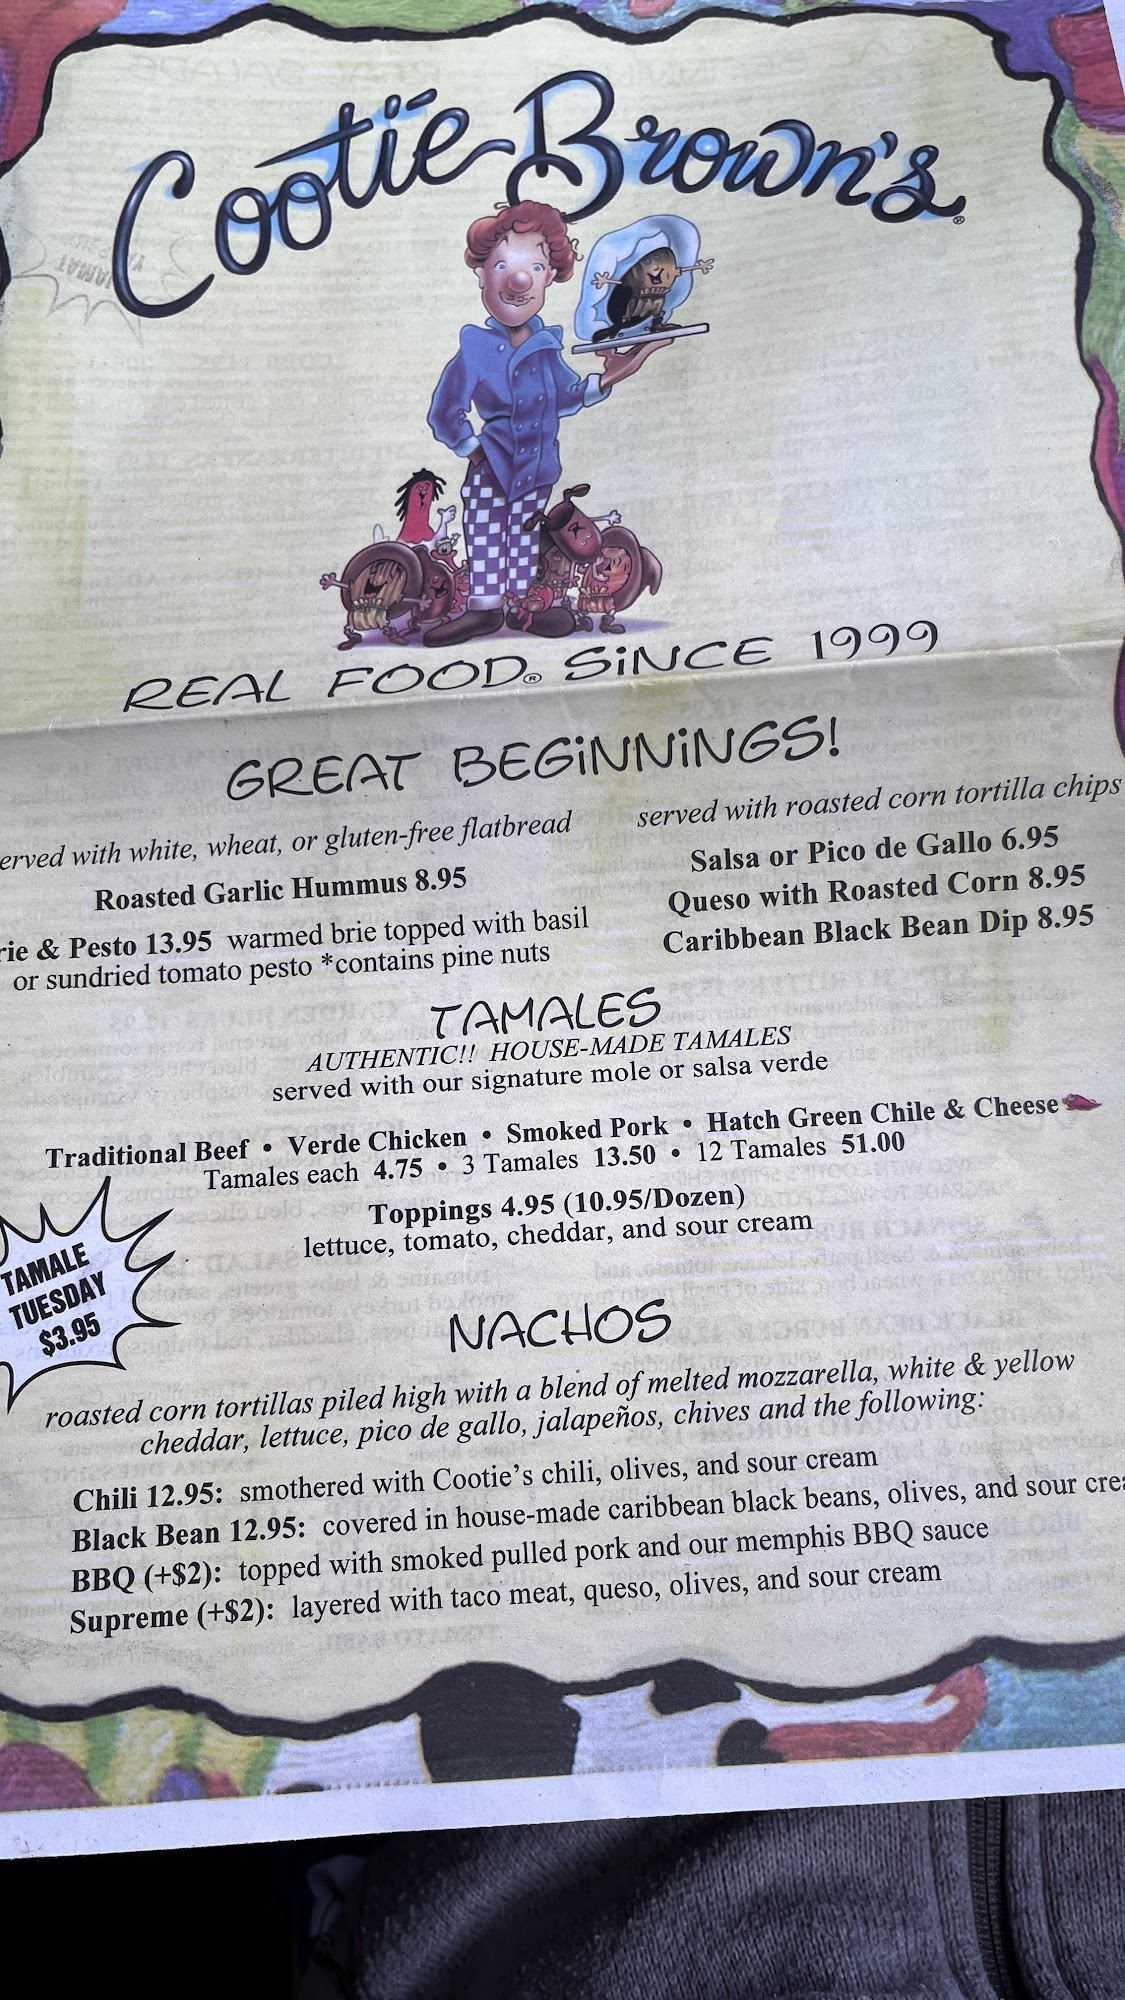 Cootie Brown's®
REAL FOOD® SINCE 1999
GREAT BEGINNINGS!
served with white, wheat, or gluten-free flatbread
Roasted Garlic Hummus 8.95
& Pesto 13.95 warmed brie topped with basil
or sundried tomato pesto *contains pine nuts
served with roasted corn tortilla chips
Salsa or Pico de Gallo 6.95
Queso with Roasted Corn 8.95
Caribbean Black Bean Dip 8.95
TAMALES
AUTHENTIC!! HOUSE-MADE TAMALES
served with our signature mole or salsa verde
Traditional Beef • Verde Chicken • Smoked Pork • Hatch Green Chile & Cheese
Tamales each 4.75 • 3 Tamales 13.50 • 12 Tamales 51.00
Toppings 4.95 (10.95/Dozen)
lettuce, tomato, cheddar, and sour cream
TAMALE
TUESDAY
$3.95
NACHOS
roasted corn tortillas piled high with a blend of melted mozzarella, white & yellow
cheddar, lettuce, pico de gallo, jalapeños, chives and the following:
Chili 12.95: smothered with Cootie's chili, olives, and sour cream
Black Bean 12.95: covered in house-made caribbean black beans, olives, and sour
BBQ (+$2): topped with smoked pulled pork and our memphis BBQ sauce
Supreme (+$2): layered with taco meat, queso, olives, and sour cream